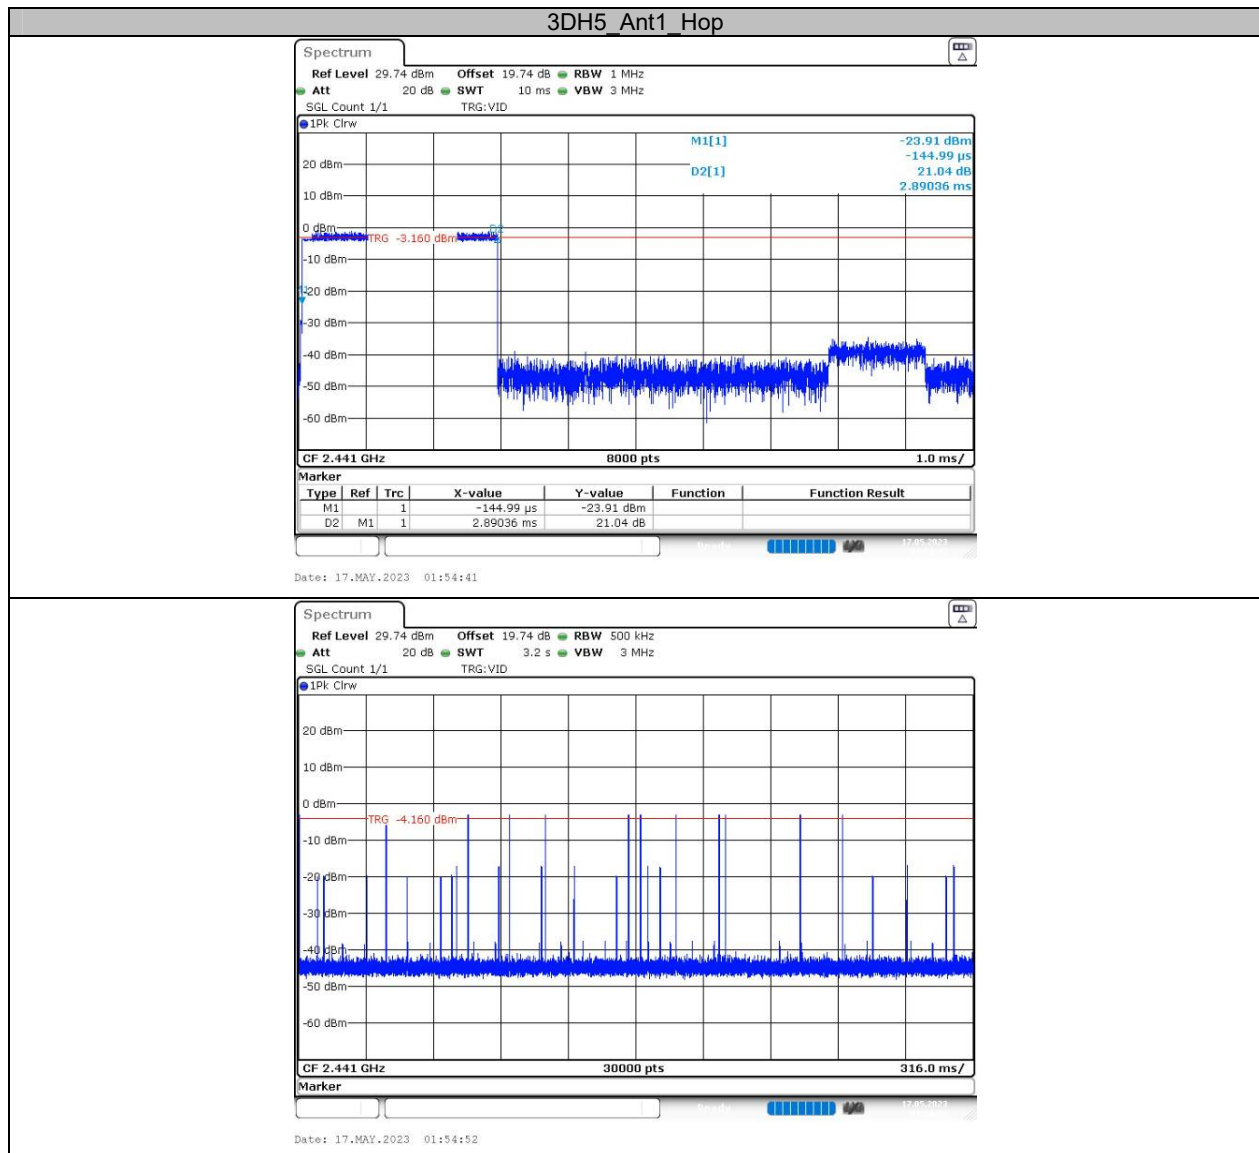 3DH5_Ant1_Hop
Spectrum
Ref Level 29.74 dBm Offset 19.74 dB RBW 1 MHz
Att 20 dB SWT 10 ms VBW 3 MHz
SGL Count 1/1 TRG:VID
1Pk Clrw
M1[1] -23.91 dBm
-144.99 µs
D2[1] 21.04 dB
2.89036 ms
20 dBm
10 dBm
0 dBm
D2
TRG -3.160 dBm
-10 dBm
-20 dBm
-30 dBm
-40 dBm
-50 dBm
-60 dBm
CF 2.441 GHz 8000 pts 1.0 ms/
Marker
Type Ref Trc X-value Y-value Function Function Result
M1 1 -144.99 µs -23.91 dBm
D2 M1 1 2.89036 ms 21.04 dB
17.05.2023
Date: 17.MAY.2023 01:54:41
Spectrum
Ref Level 29.74 dBm Offset 19.74 dB RBW 500 kHz
Att 20 dB SWT 3.2 s VBW 3 MHz
SGL Count 1/1 TRG:VID
1Pk Clrw
20 dBm
10 dBm
0 dBm
TRG -4.160 dBm
-10 dBm
-20 dBm
-30 dBm
-40 dBm
-50 dBm
-60 dBm
CF 2.441 GHz 30000 pts 316.0 ms/
Marker
17.05.2023
Date: 17.MAY.2023 01:54:52